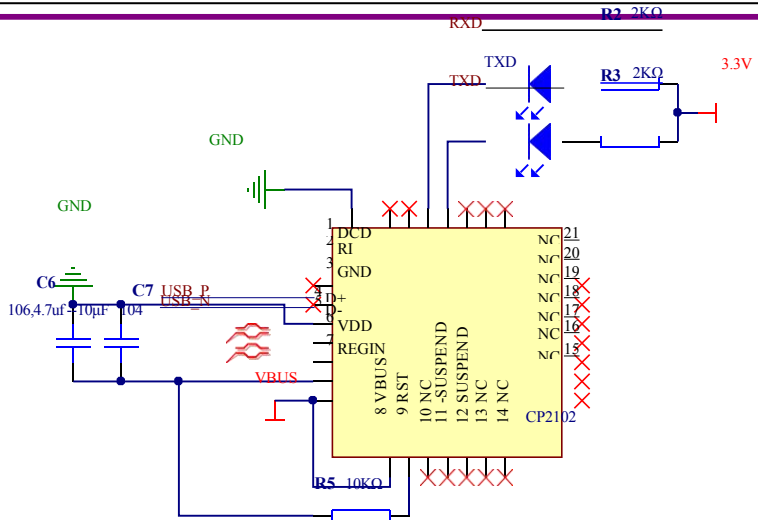 R2 2KΩ
RXD
TXD
3.3V
TXD
R3 2KΩ
GND
GND
1
DCD
2
RI
3
GND
4
5
D+
D-
6
VDD
7
REGIN
NC 21
NC 20
NC 19
NC 18
NC 17
NC 16
NC 15
C6
C7
USB_P
USB_N
106,4.7uf--10μF
104
VBUS
8 VBUS
9 RST
10 NC
11 -SUSPEND
12 SUSPEND
13 NC
14 NC
CP2102
R5 10KΩ